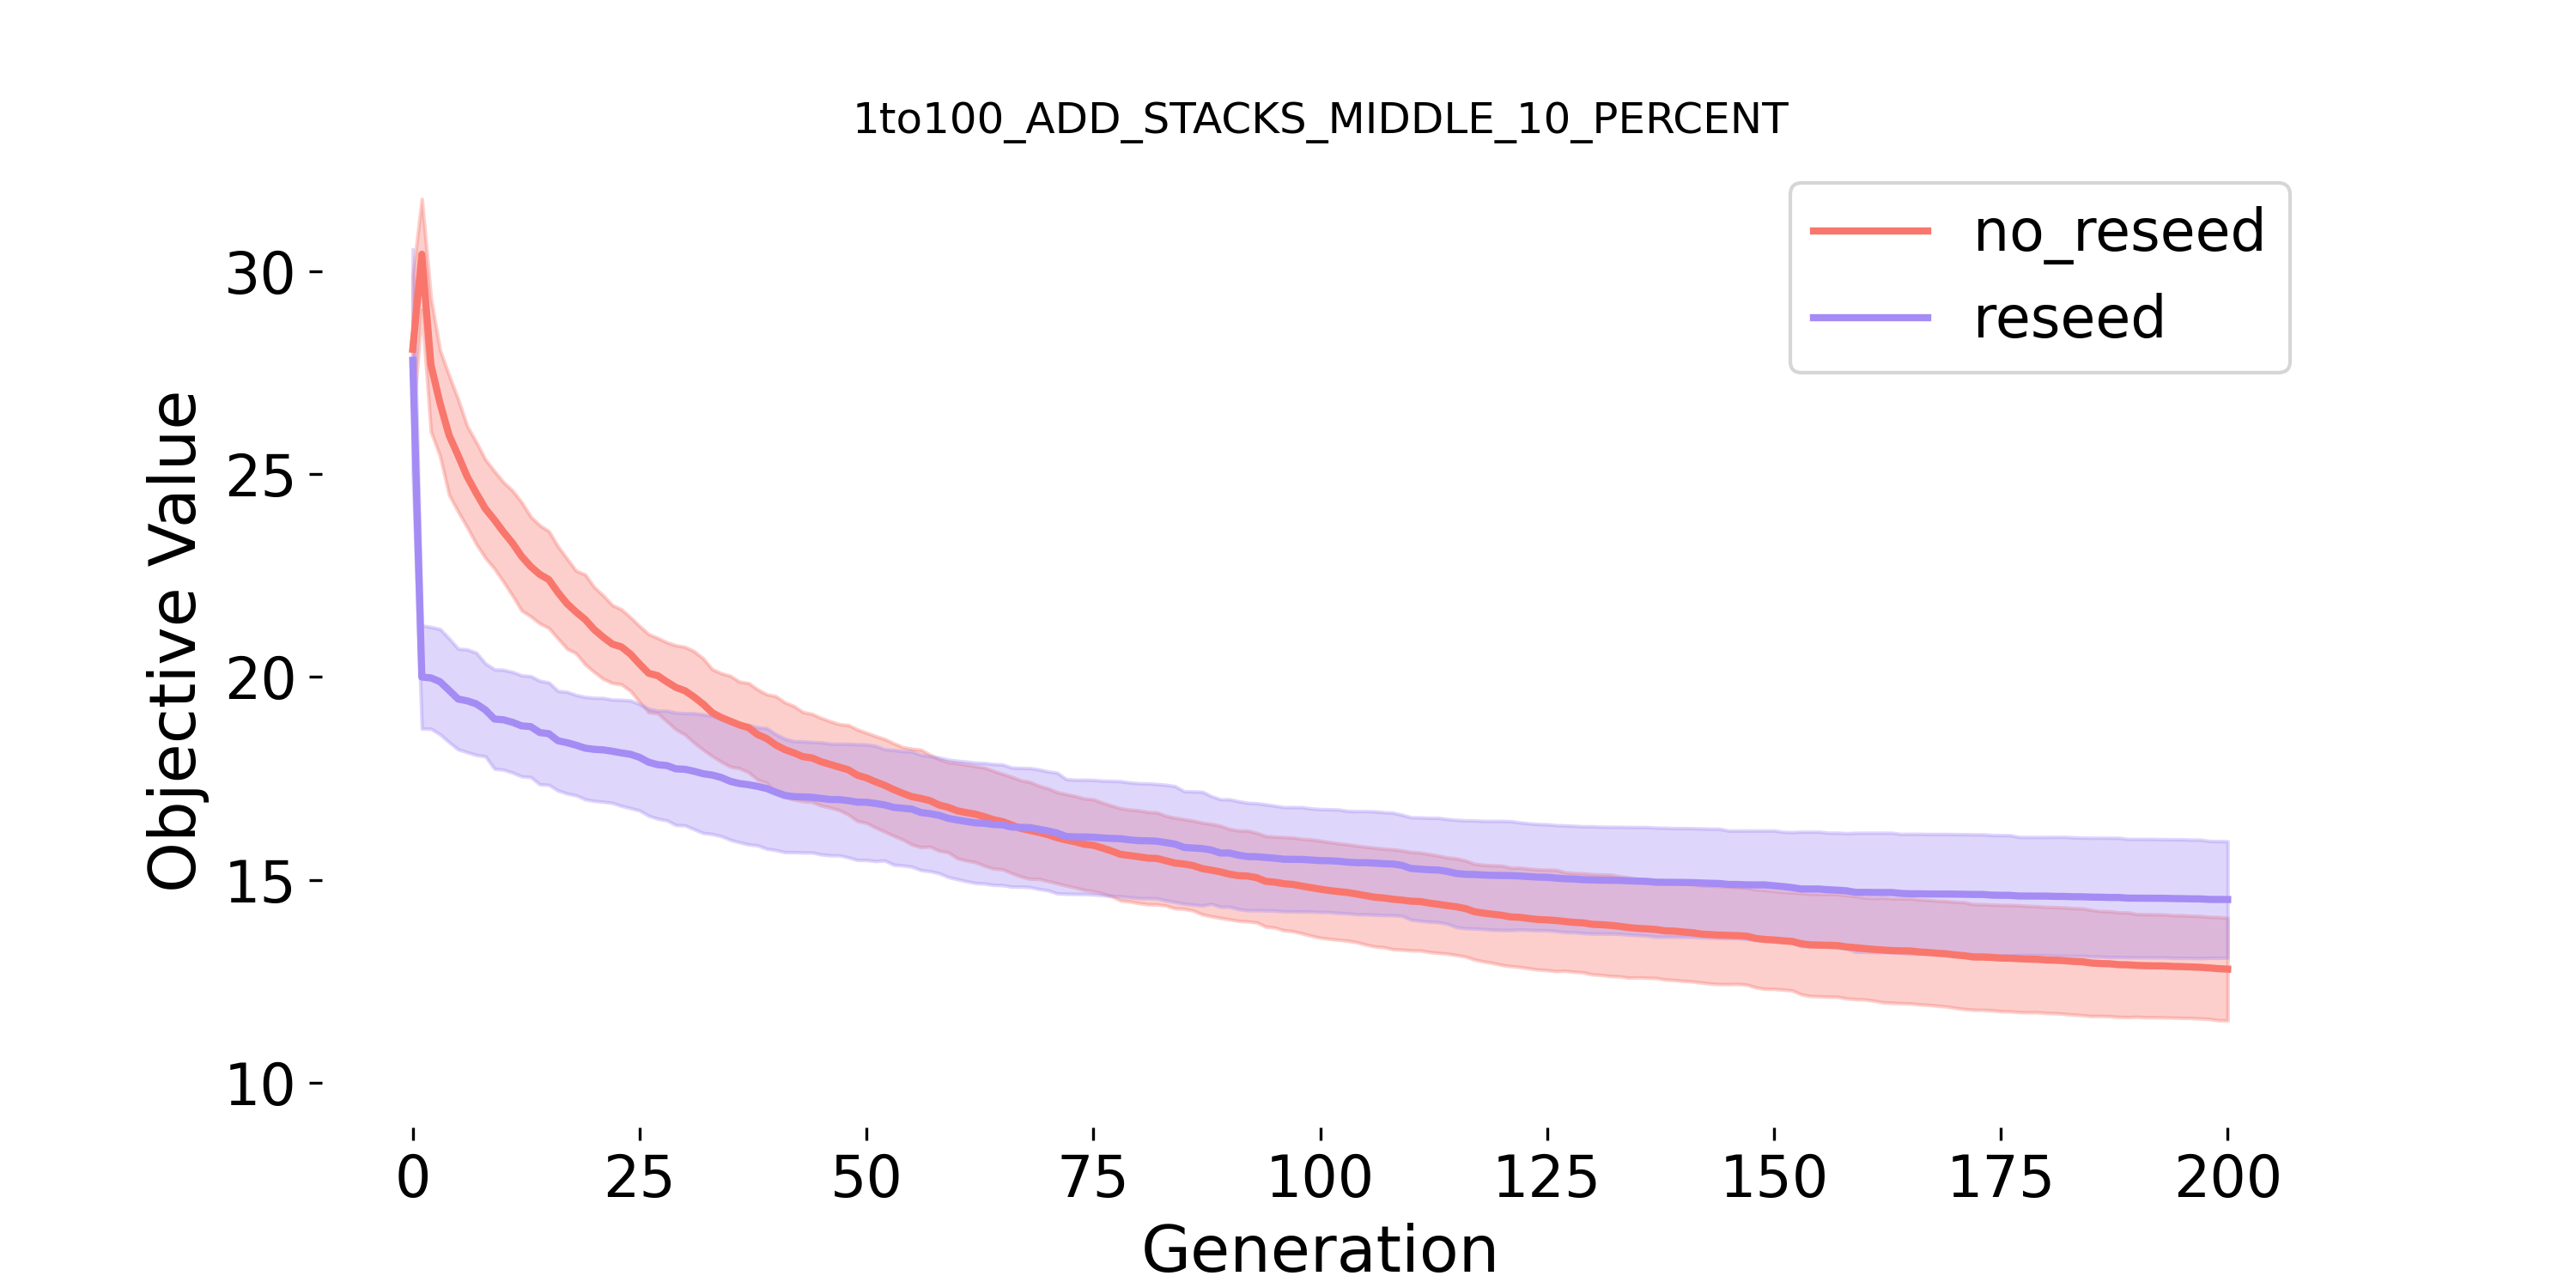 1to100_ADD_STACKS_MIDDLE_10_PERCENT
no_reseed
reseed
Objective Value
30
25
20
15
10
0 25 50 75 100 125 150 175 200
Generation